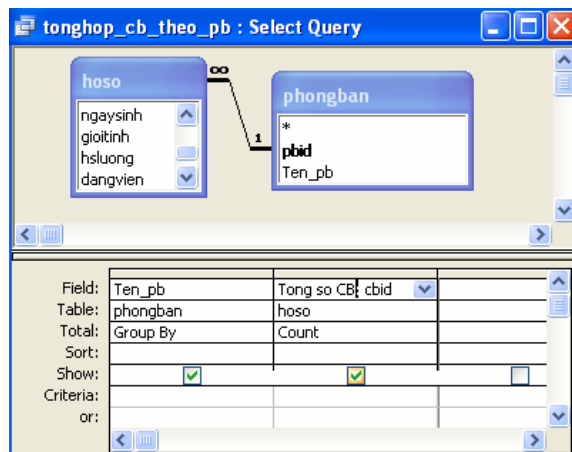 tonghop_cb_theo_pb : Select Query
hoso
ngaysinh
gioitinh
hsluong
dangvien
∞
1
phongban
*
pbid
Ten_pb
Field: Ten_pb Tong so CB: cbid
Table: phongban hoso
Total: Group By Count
Sort:
Show:
Criteria:
or: